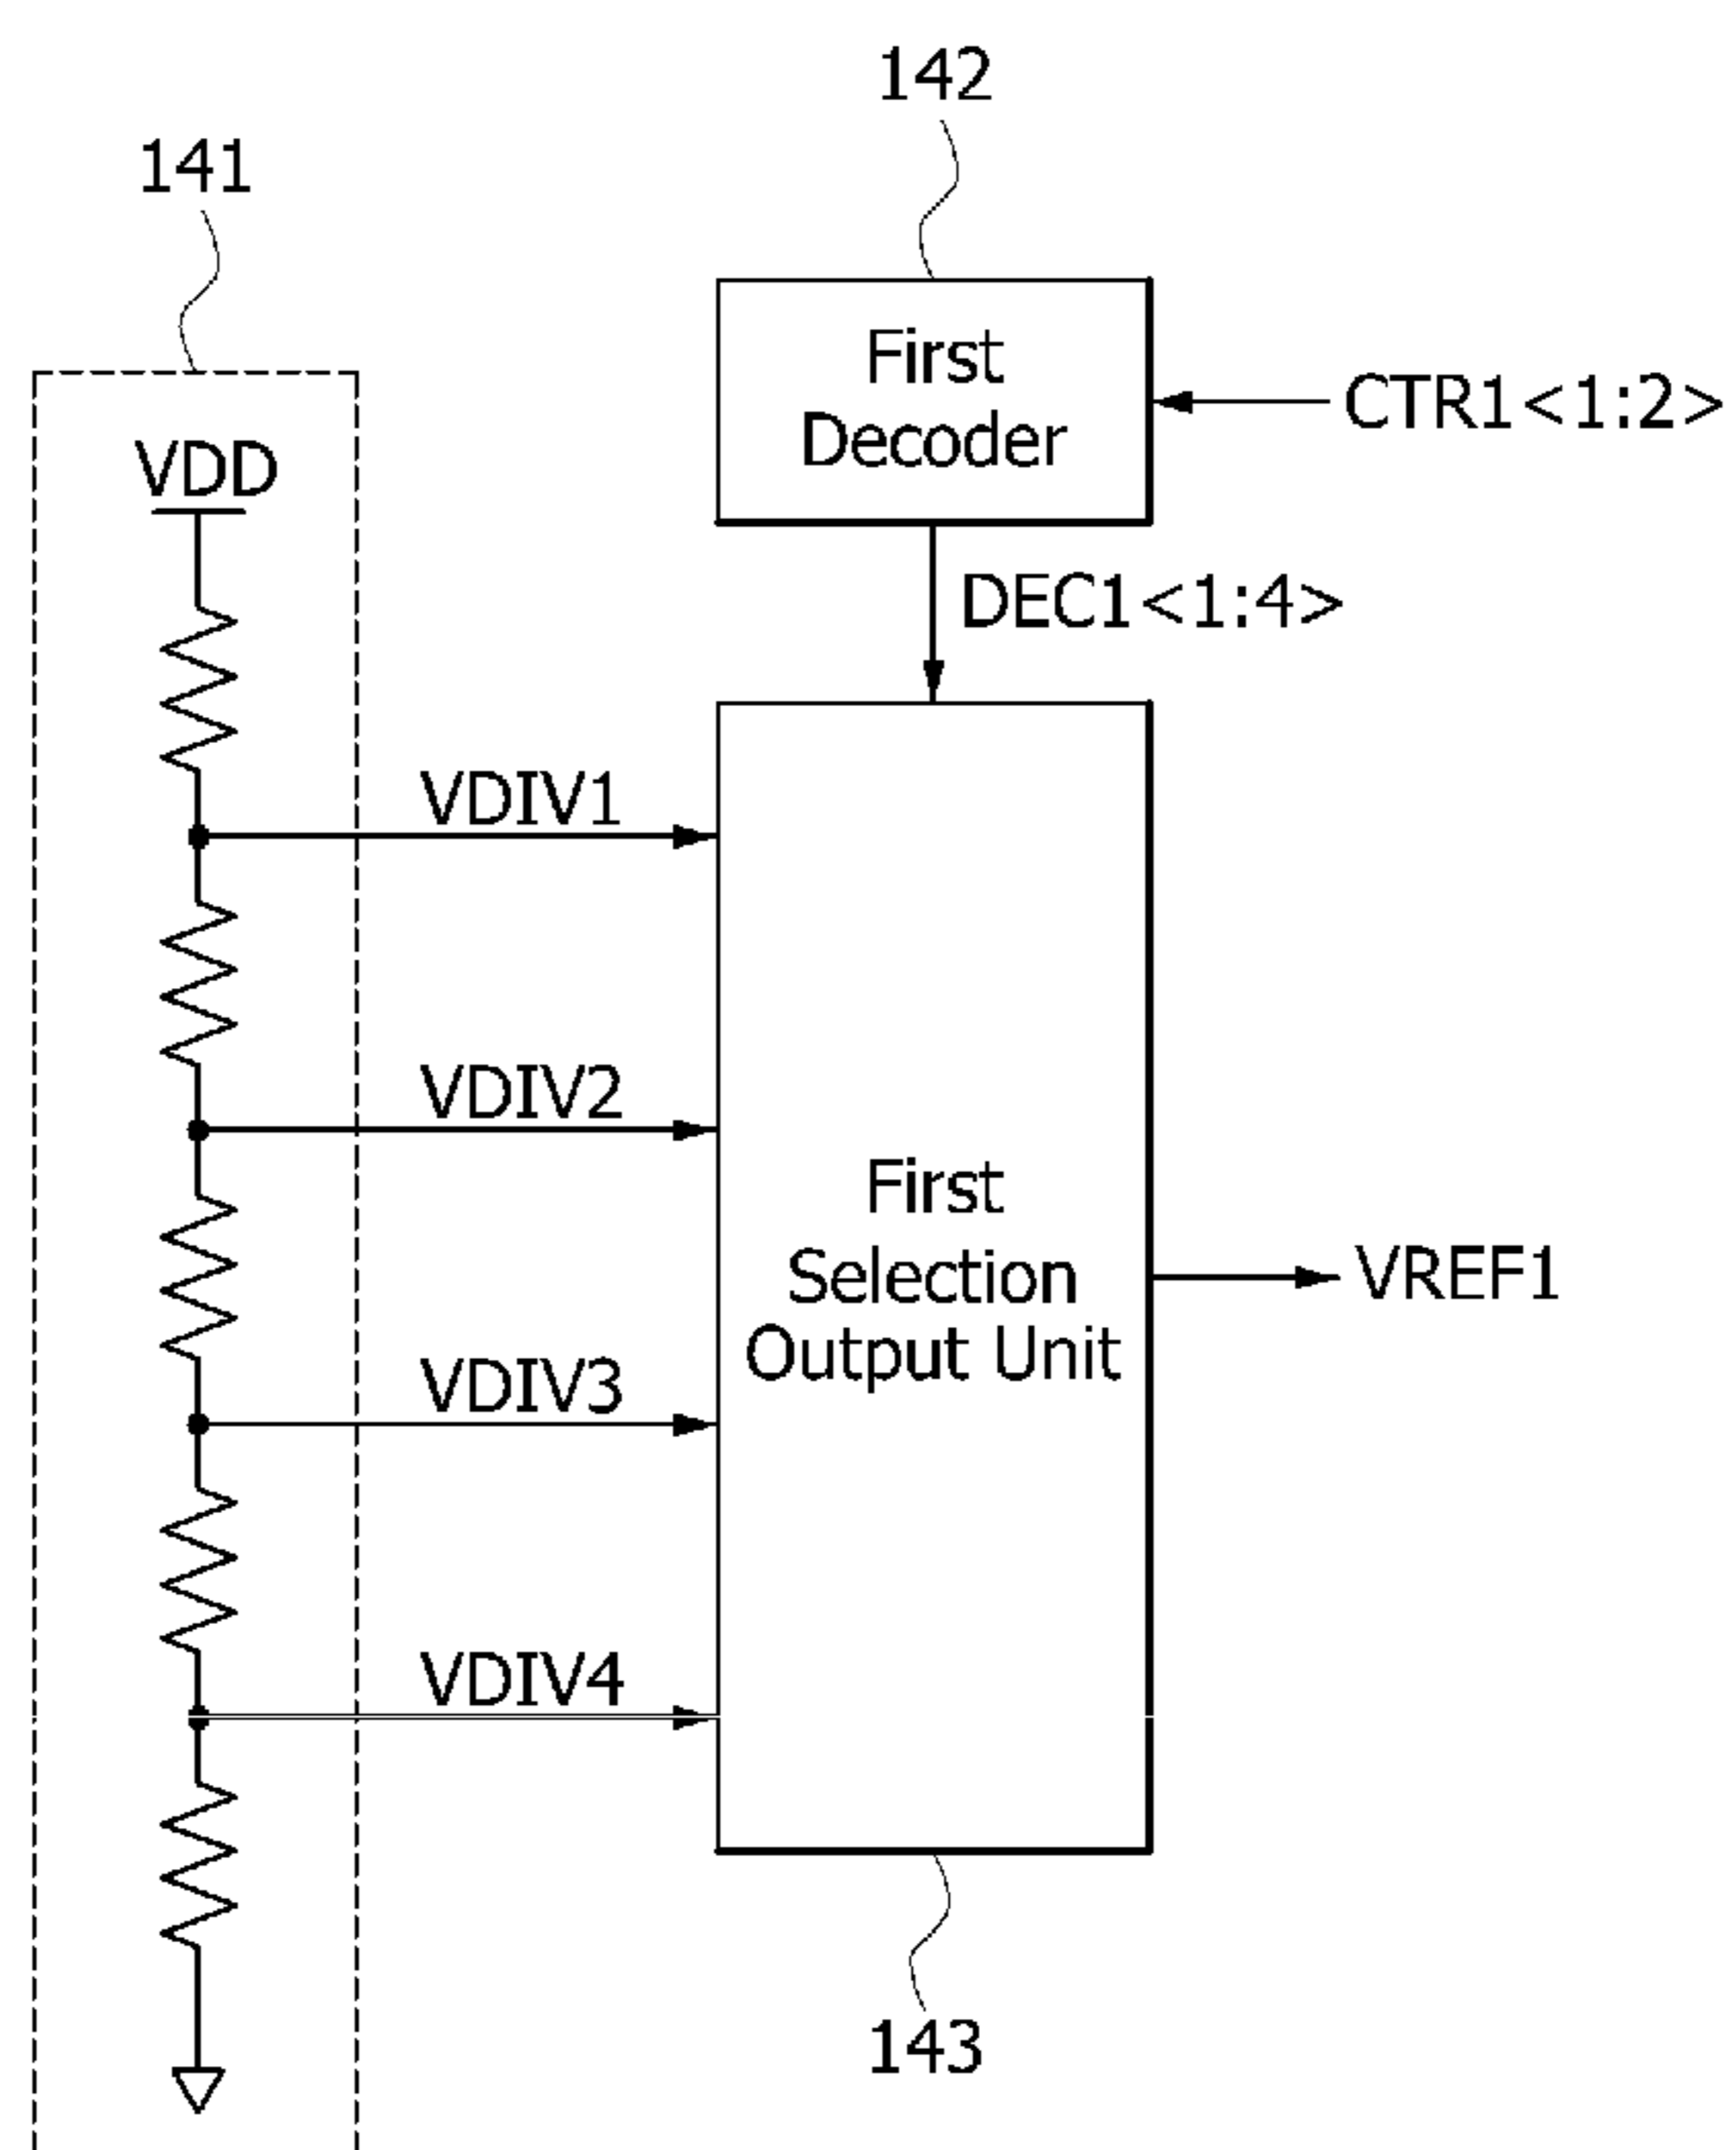 142
141
First
Decoder
CTR1<1:2>
VDD
DEC1<1:4>
VDIV1
VDIV2
First
Selection
Output Unit
VREF1
VDIV3
VDIV4
143